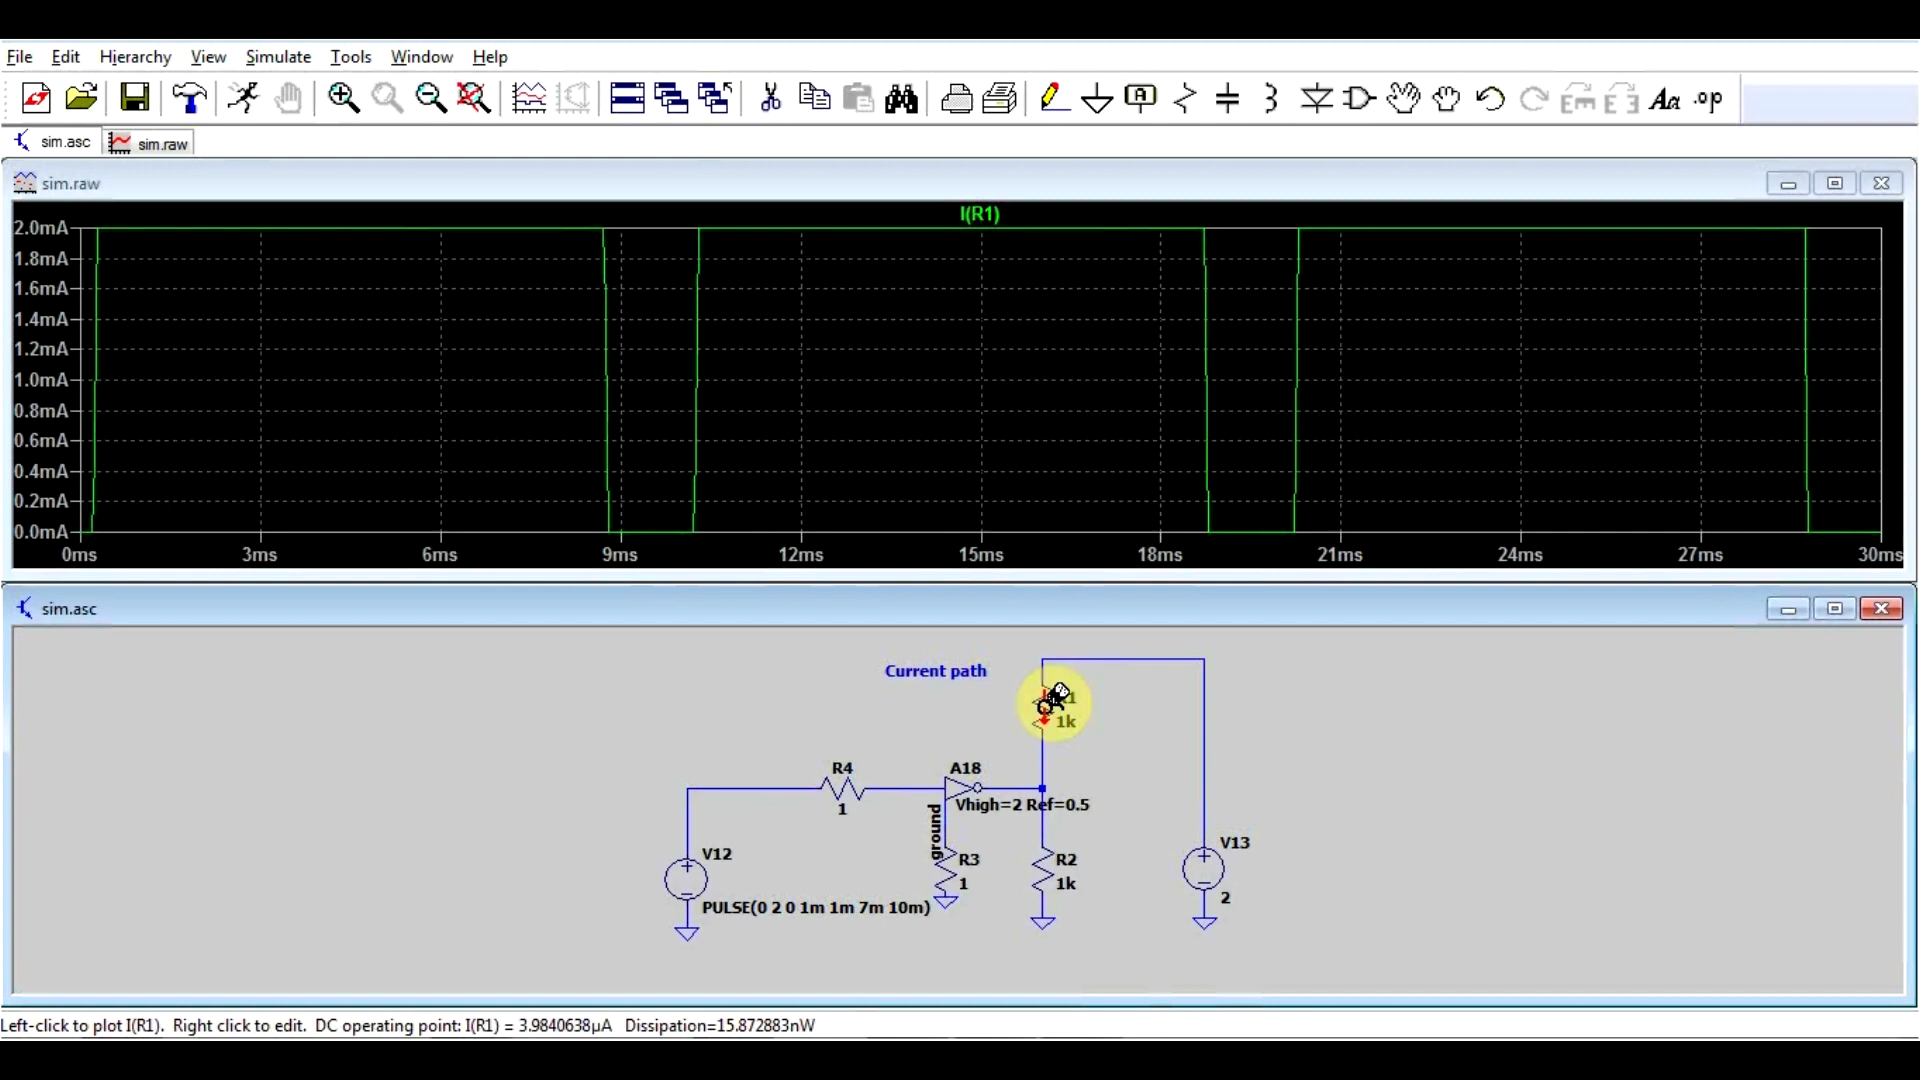 File Edit Hierarchy View Simulate Tools Window Help
A Aa .op
sim.asc sim.raw
sim.raw
I(R1)
2.0mA
1.8mA
1.6mA
1.4mA
1.2mA
1.0mA
0.8mA
0.6mA
0.4mA
0.2mA
0.0mA
0ms 3ms 6ms 9ms 12ms 15ms 18ms 21ms 24ms 27ms 30ms
sim.asc
Current path
1k
R4
1
A18
Vhigh=2 Ref=0.5
ground
R3
1
R2
1k
V12
PULSE(0 2 0 1m 1m 7m 10m)
V13
2
Left-click to plot I(R1). Right click to edit. DC operating point: I(R1) = 3.9840638µA Dissipation=15.872883nW